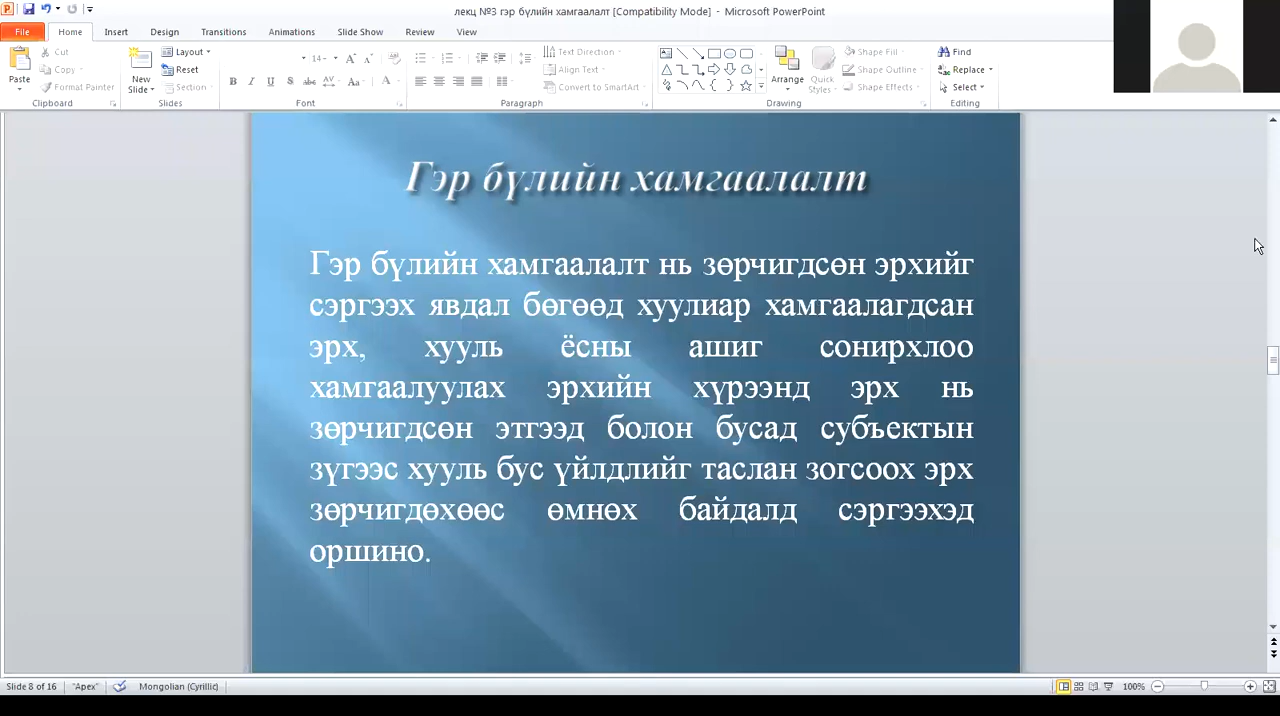 лекц №3 гэр бүлийн хамгаалалт [Compatibility Mode] - Microsoft PowerPoint
File Home Insert Design Transitions Animations Slide Show Review View
Cut
Copy
Format Painter
Paste
Clipboard
New Slide
Layout
Reset
Section
Slides
14
B I U S abc AV Aa A
Font
Text Direction
Align Text
Convert to SmartArt
Paragraph
Arrange
Quick Styles
Shape Fill
Shape Outline
Shape Effects
Drawing
Find
Replace
Select
Editing
Гэр бүлийн хамгаалалт
Гэр бүлийн хамгаалалт нь зөрчигдсөн эрхийг
сэргээх явдал бөгөөд хуулиар хамгаалагдсан
эрх, хууль ёсны ашиг сонирхлоо
хамгаалуулах эрхийн хүрээнд эрх нь
зөрчигдсөн этгээд болон бусад субъектын
зүгээс хууль бус үйлдлийг таслан зогсоох эрх
зөрчигдөхөөс өмнөх байдалд сэргээхэд
оршино.
Slide 8 of 16 "Apex" Mongolian (Cyrillic) 100%